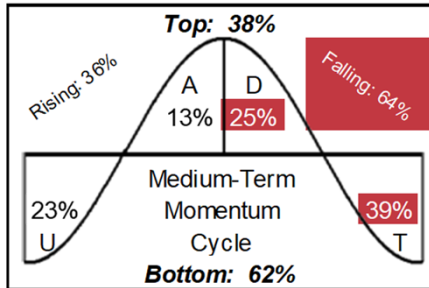 Top: 38%
Rising: 36%
Falling: 64%
A D
13% 25%
Medium-Term
23% Momentum 39%
U Cycle T
Bottom: 62%